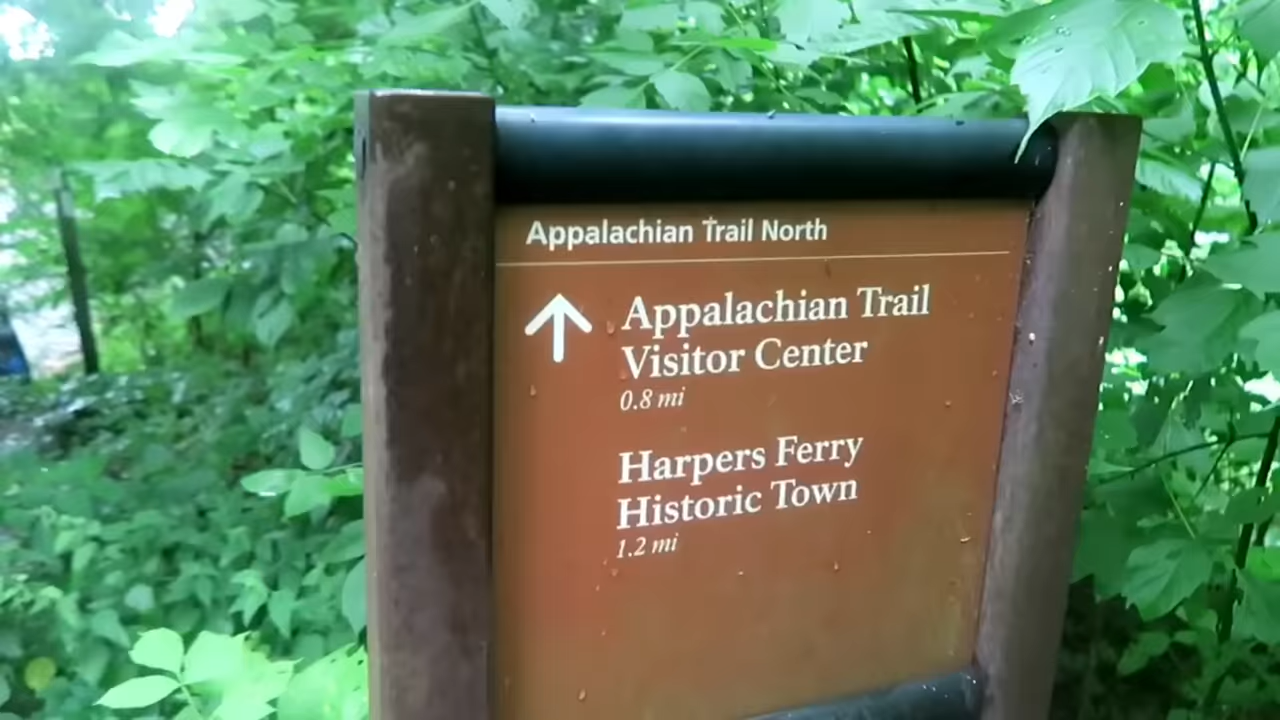 Appalachian Trail North
Appalachian Trail
Visitor Center
0.8 mi
Harpers Ferry
Historic Town
1.2 mi